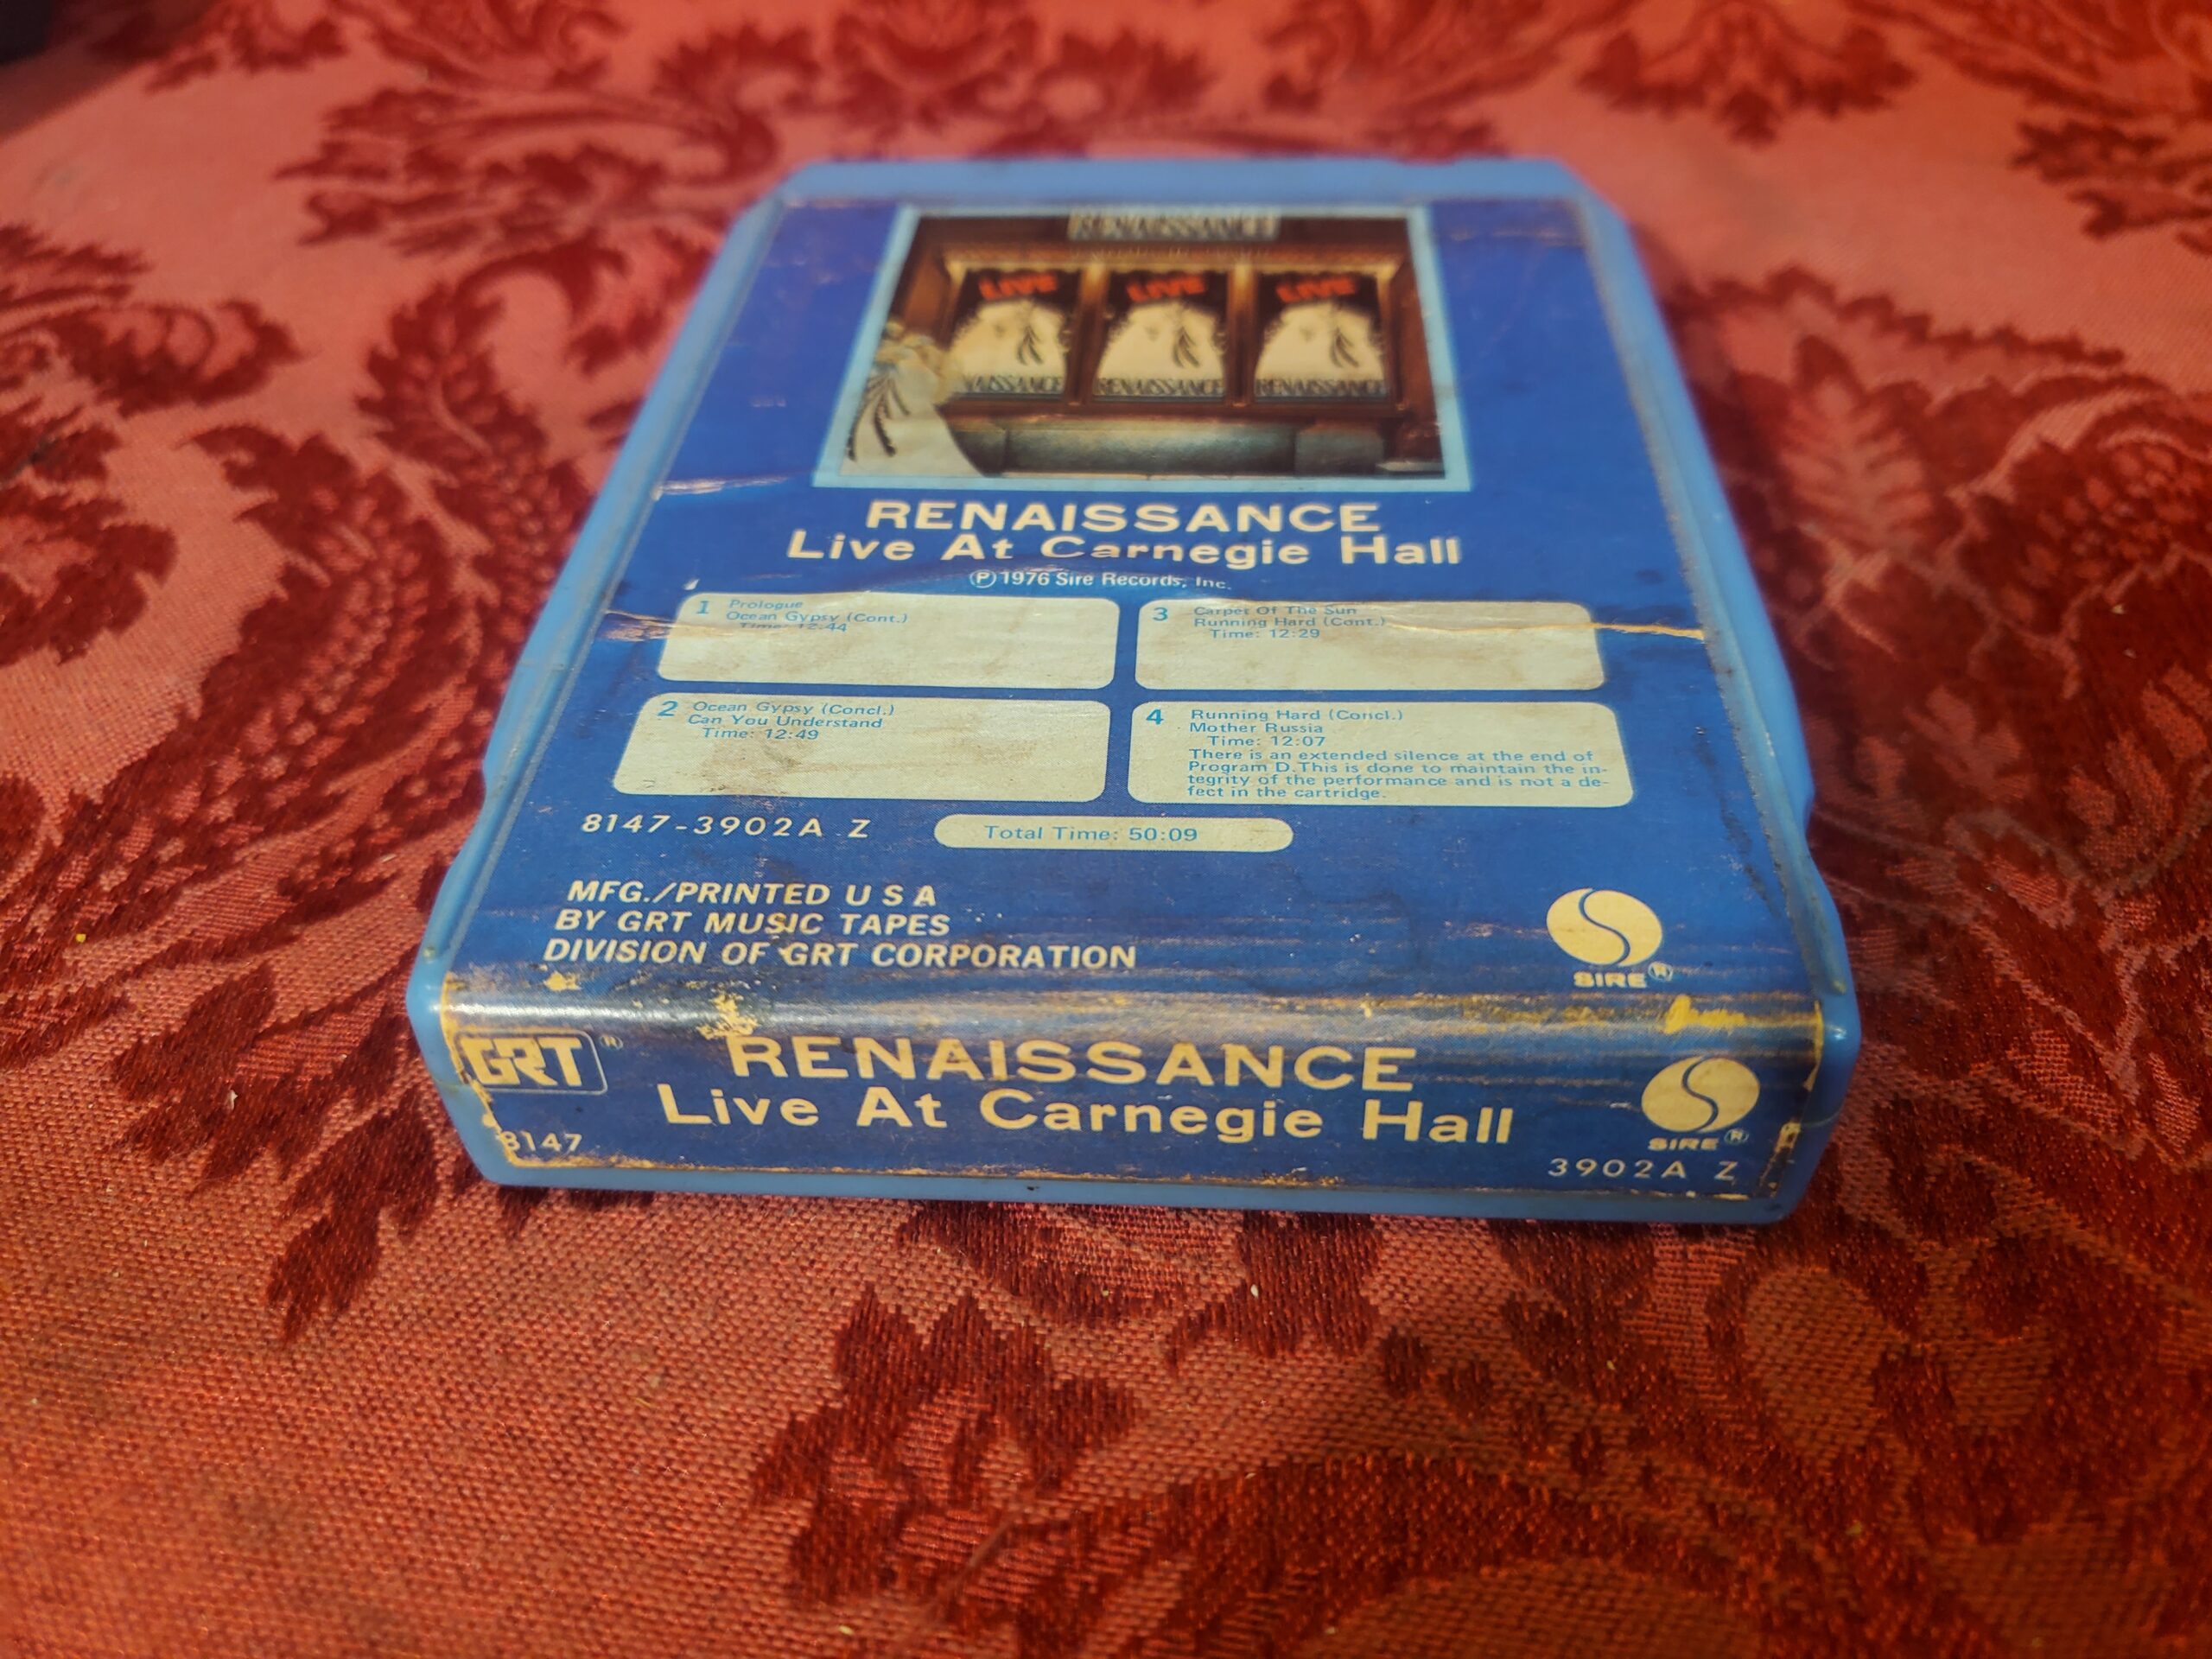 RENAISSANCE
LIVE LIVE LIVE
RENAISSANCE RENAISSANCE
RENAISSANCE
Live At Carnegie Hall
Ⓟ 1976 Sire Records, Inc.
1 Prologue
Ocean Gypsy (Cont.)
Time: 12:44
2 Ocean Gypsy (Concl.)
Can You Understand
Time: 12:49
3 Carpet Of The Sun
Running Hard (Cont.)
Time: 12:29
4 Running Hard (Concl.)
Mother Russia
Time: 12:07
There is an extended silence at the end of
Program D. This is done to maintain the in-
tegrity of the performance and is not a de-
fect in the cartridge.
8147-3902A Z
Total Time: 50:09
MFG./PRINTED U S A
BY GRT MUSIC TAPES
DIVISION OF GRT CORPORATION
SIRE®
GRT®
RENAISSANCE
Live At Carnegie Hall
8147
SIRE®
3902A Z